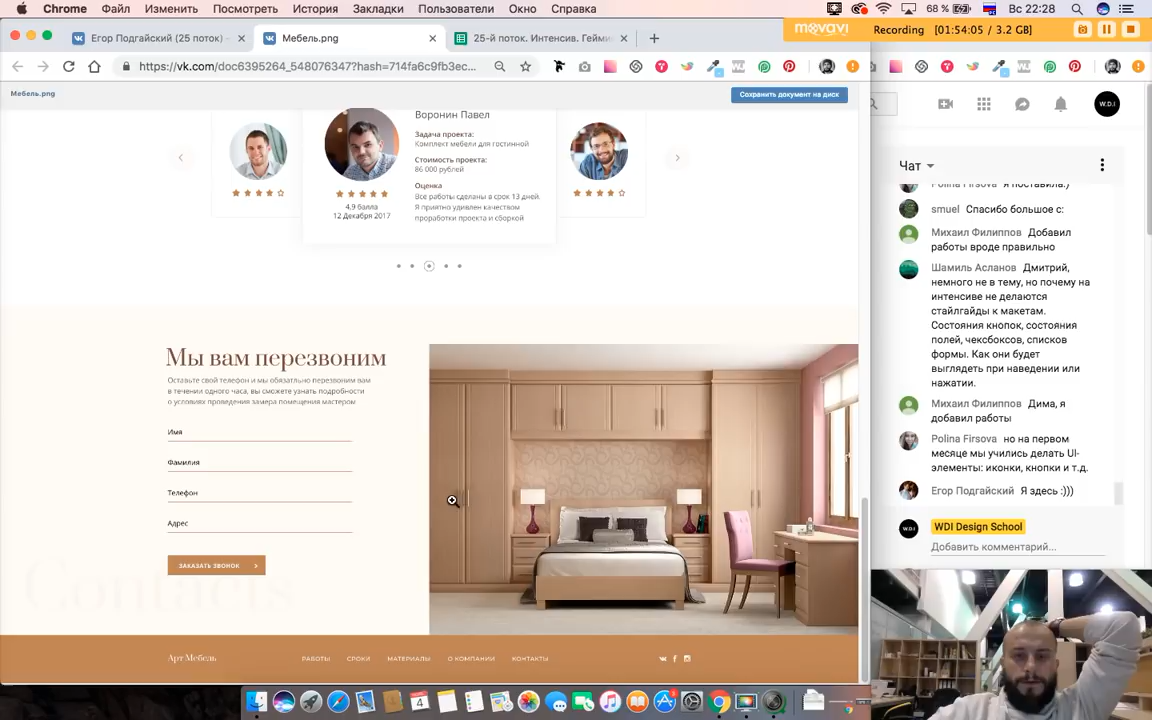 Chrome Файл Изменить Посмотреть История Закладки Пользователи Окно Справка
68 % Вс 22:28
Егор Подгайский (25 поток) –
Мебель.png
25-й поток. Интенсив. Гейми
movavi
Recording [01:54:05 / 3.2 GB]
https://vk.com/doc6395264_548076347?hash=714fa6c9fb3ec...
Мебель.png
Сохранить документ на диск
Воронин Павел
Задача проекта:
Комплект мебели для гостинной
Стоимость проекта:
86 000 рублей
Оценка
Все работы сделаны в срок 13 дней.
Я приятно удивлен качеством
проработки проекта и сборкой
4,9 балла
12 Декабря 2017
Мы вам перезвоним
Оставьте свой телефон и мы обязатльно перезвоним вам
в течении одного часа, вы сможете узнать подробности
о условиях проведения замера помещения мастером
Имя
Фамилия
Телефон
Адрес
ЗАКАЗАТЬ ЗВОНОК
Contacts
Арт Мебель
РАБОТЫ СРОКИ МАТЕРИАЛЫ О КОМПАНИИ КОНТАКТЫ
W.D.i
Чат
Polina Firsova Я поставила:)
smuel Спасибо большое с:
Михаил Филиппов Добавил
работы вроде правильно
Шамиль Асланов Дмитрий,
немного не в тему, но почему на
интенсиве не делаются
стайлгайды к макетам.
Состояния кнопок, состояния
полей, чексбоксов, списков
формы. Как они будет
выглядеть при наведении или
нажатии.
Михаил Филиппов Дима, я
добавил работы
Polina Firsova но на первом
месяце мы учились делать UI-
элементы: иконки, кнопки и т.д.
Егор Подгайский Я здесь :)))
W.D.i
WDI Design School
Добавить комментарий...